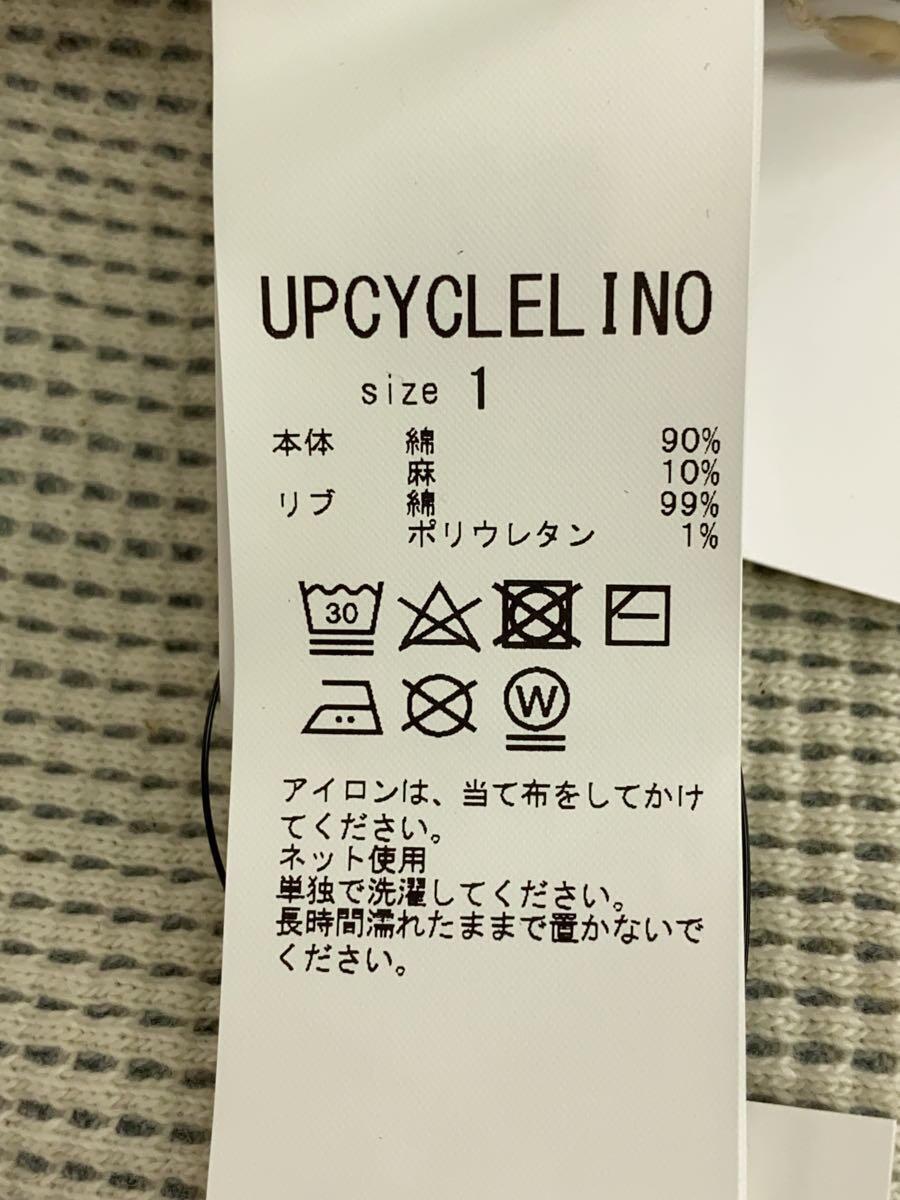 UPCYCLELINO
size 1
本体 綿 90%
麻 10%
リブ 綿 99%
ポリウレタン 1%
30
W
アイロンは、当て布をしてかけ
てください。
ネット使用
単独で洗濯してください。
長時間濡れたままで置かないで
ください。